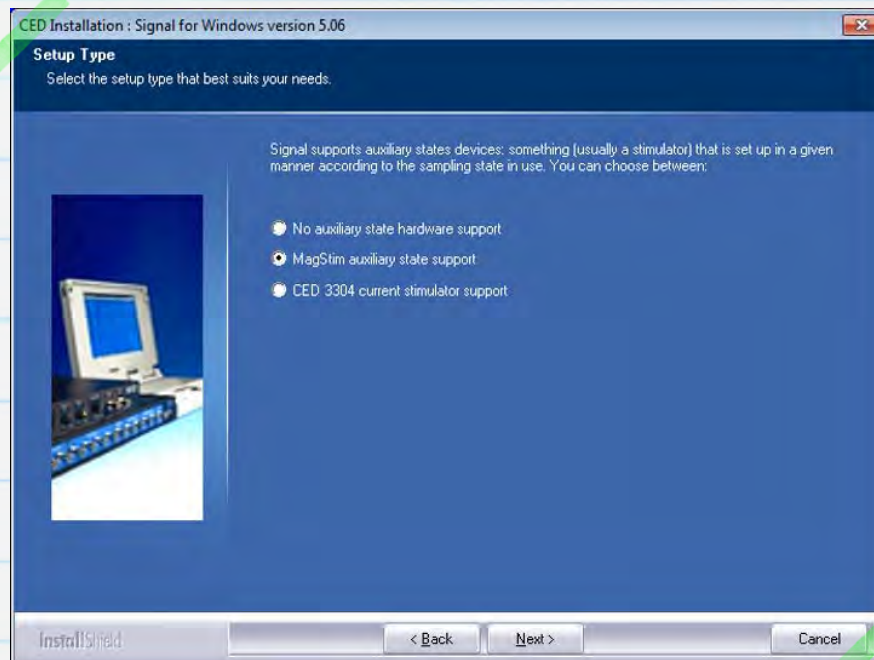 CED Installation : Signal for Windows version 5.06
Setup Type
Select the setup type that best suits your needs.
Signal supports auxiliary states devices: something (usually a stimulator) that is set up in a given
manner according to the sampling state in use. You can choose between:
No auxiliary state hardware support
MagStim auxiliary state support
CED 3304 current stimulator support
InstallShield
< Back
Next >
Cancel